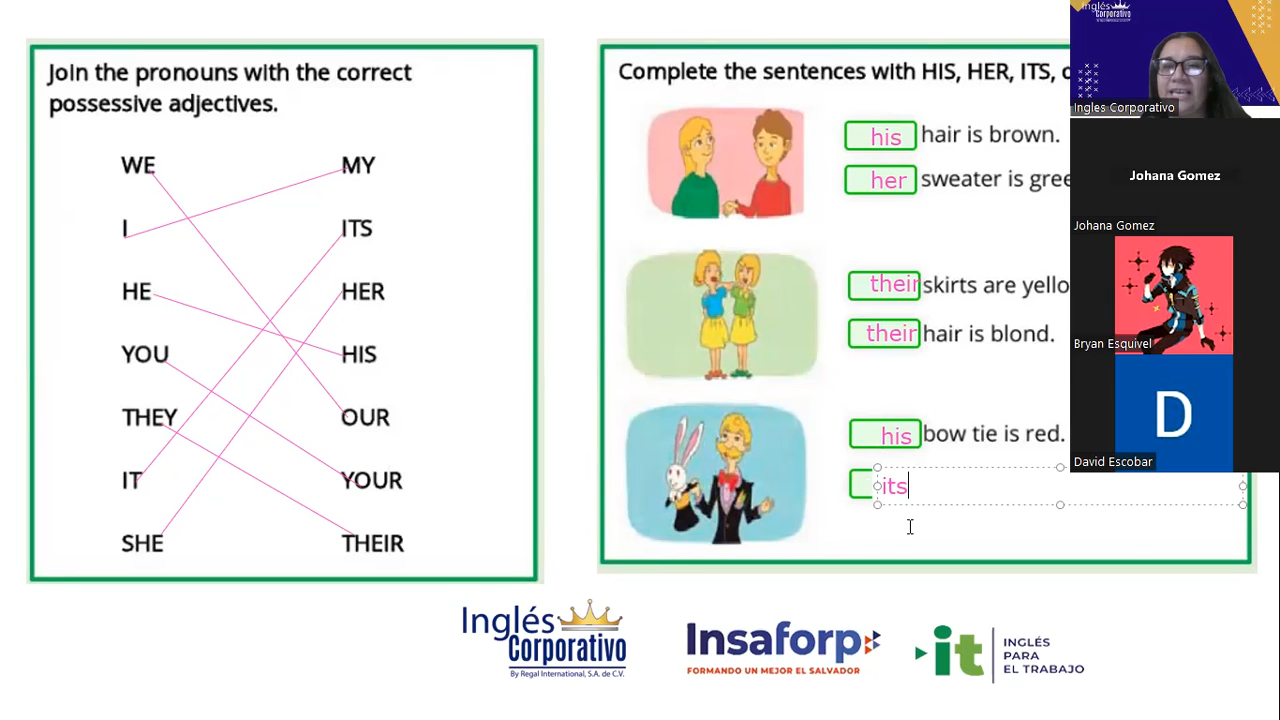 Join the pronouns with the correct
possessive adjectives.
WE MY
I ITS
HE HER
YOU HIS
THEY OUR
IT YOUR
SHE THEIR
Complete the sentences with HIS, HER, ITS,
his hair is brown.
her sweater is gree
their skirts are yello
their hair is blond.
his bow tie is red.
its
Inglés
Corporativo
By Regal International, S.A. de C.V.
Insaforp
FORMANDO UN MEJOR EL SALVADOR
it
INGLÉS
PARA
EL TRABAJO
Inglés
Corporativo
Ingles Corporativo
Johana Gomez
Johana Gomez
Bryan Esquivel
D
David Escobar